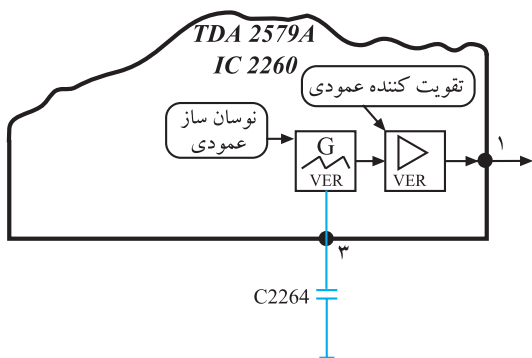 TDA 2579A
IC 2260
تقویت کننده عمودی
نوسان ساز
عمودی
G
VER
VER
۱
۳
C2264